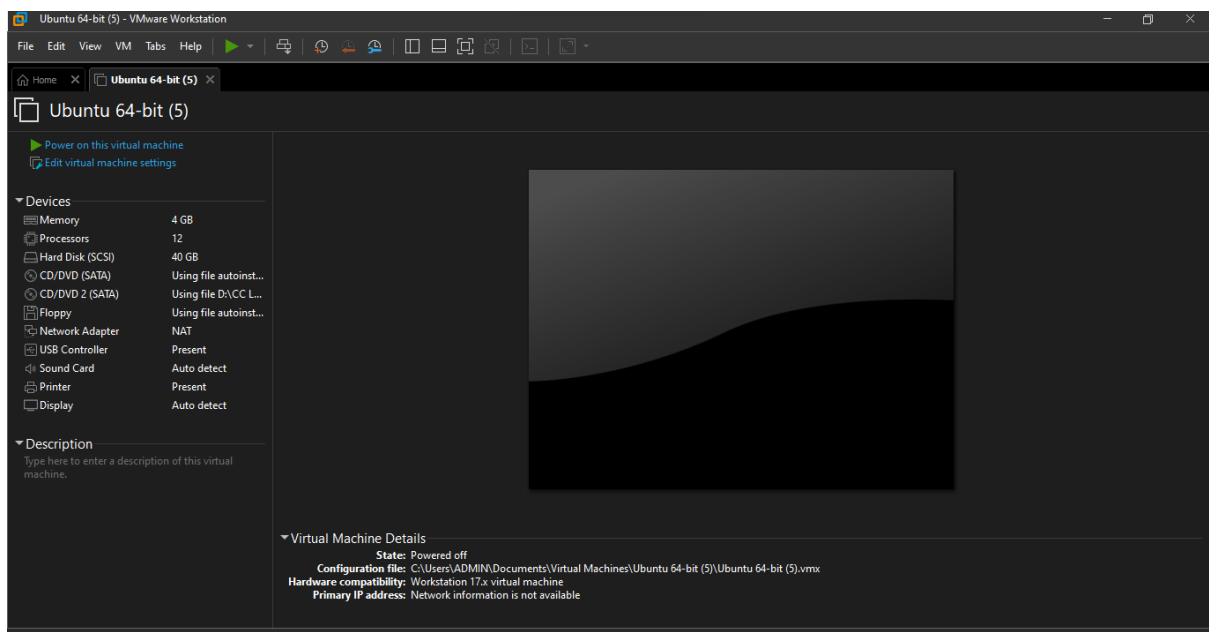 Ubuntu 64-bit (5) - VMware Workstation
File Edit View VM Tabs Help
Home Ubuntu 64-bit (5)
Ubuntu 64-bit (5)
Power on this virtual machine
Edit virtual machine settings
Devices
Memory 4 GB
Processors 12
Hard Disk (SCSI) 40 GB
CD/DVD (SATA) Using file autoinst...
CD/DVD 2 (SATA) Using file D:\CC L...
Floppy Using file autoinst...
Network Adapter NAT
USB Controller Present
Sound Card Auto detect
Printer Present
Display Auto detect
Description
Type here to enter a description of this virtual
machine.
Virtual Machine Details
State: Powered off
Configuration file: C:\Users\ADMIN\Documents\Virtual Machines\Ubuntu 64-bit (5)\Ubuntu 64-bit (5).vmx
Hardware compatibility: Workstation 17.x virtual machine
Primary IP address: Network information is not available